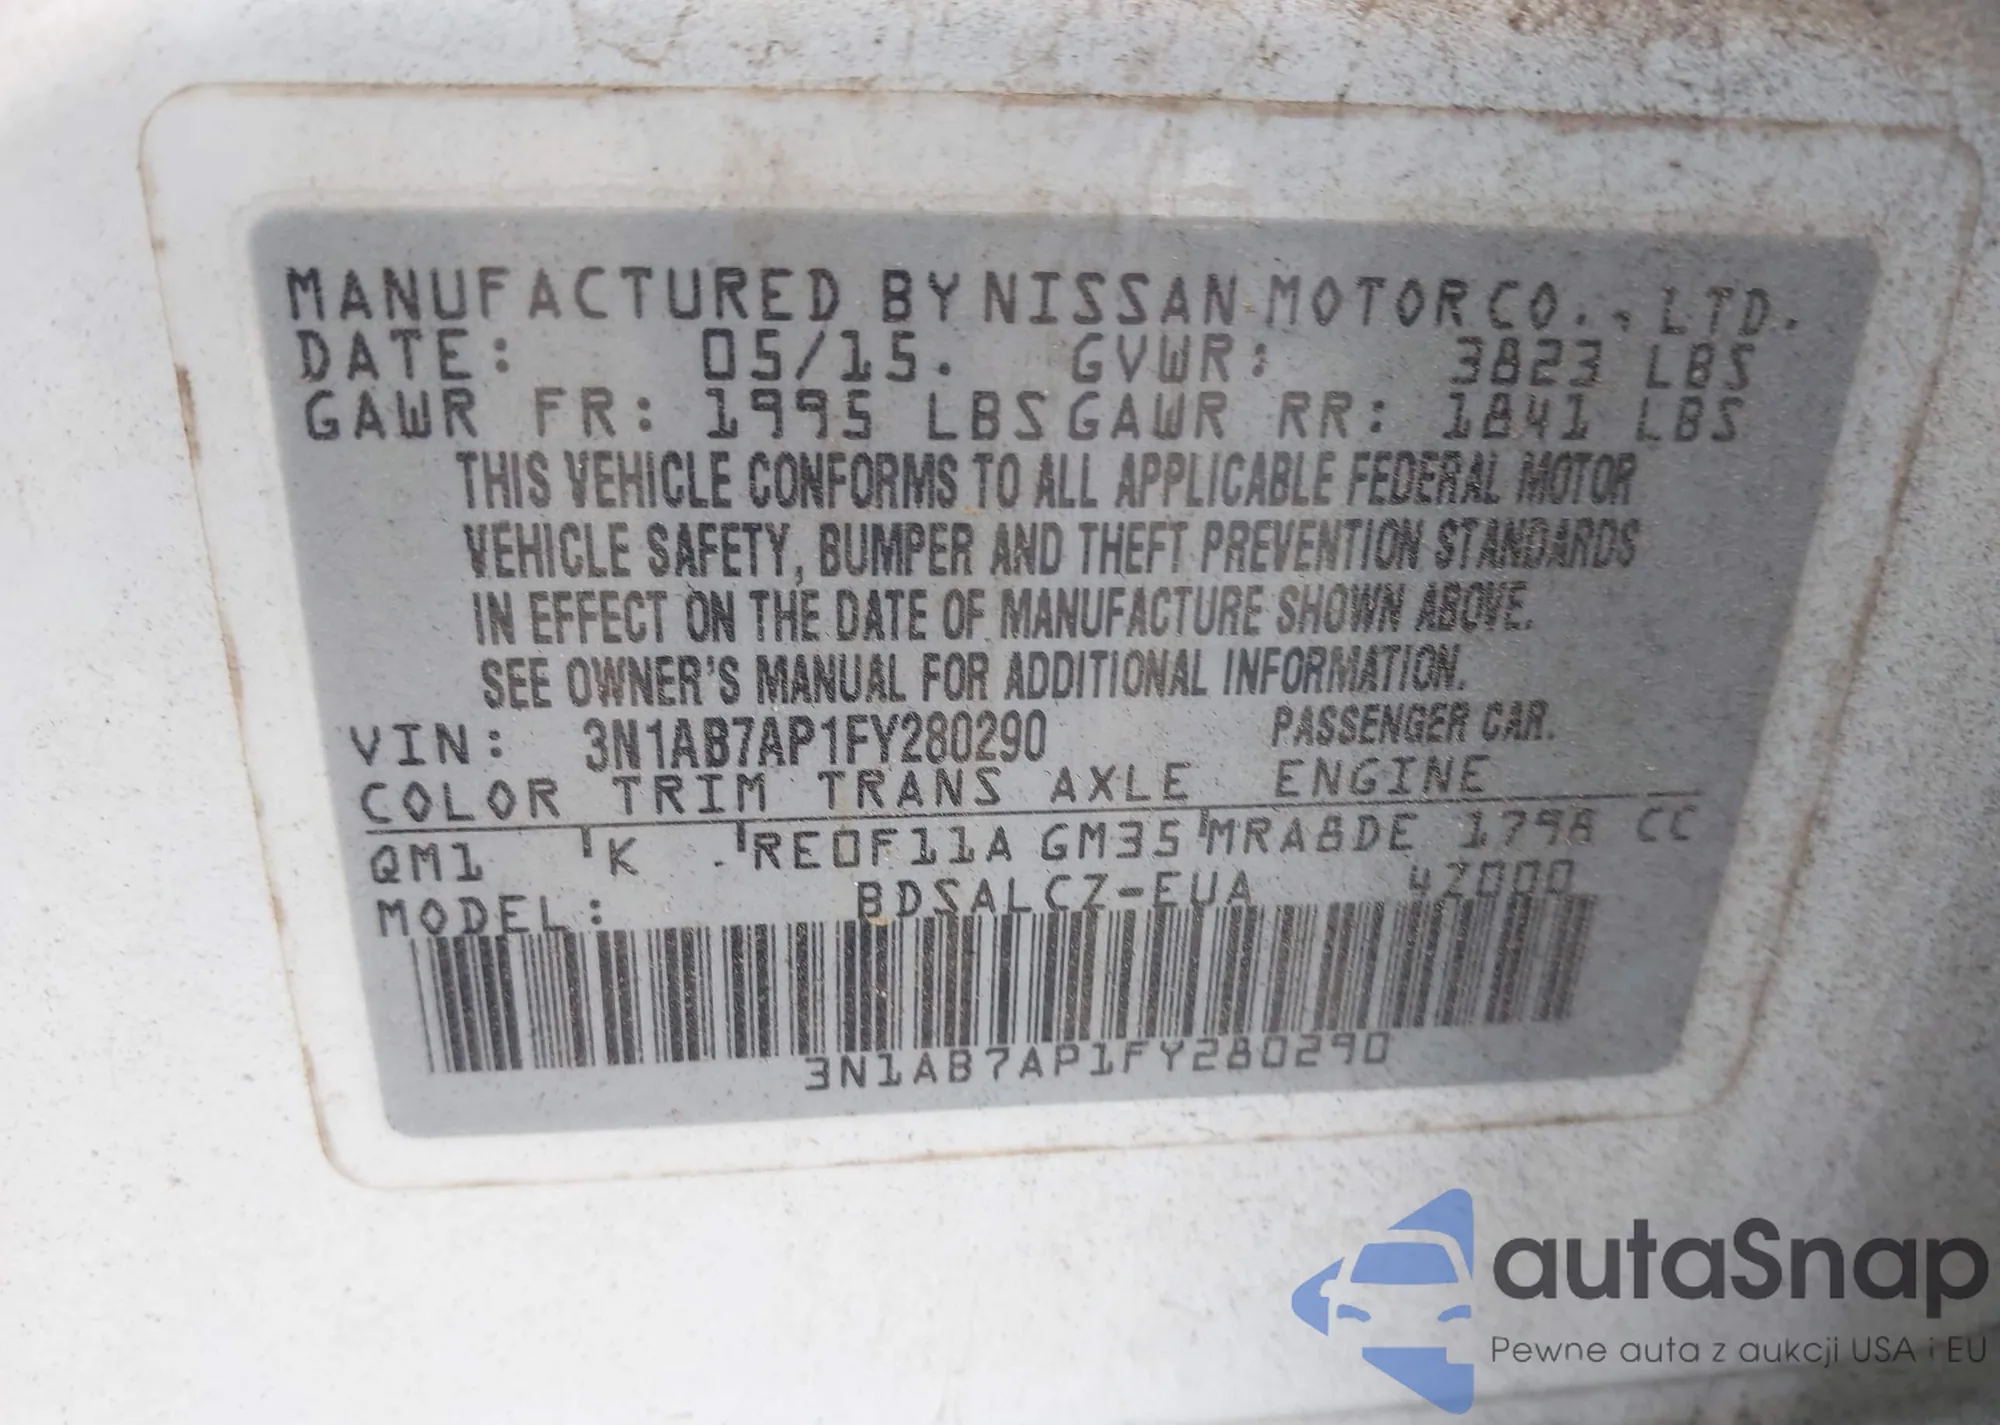 MANUFACTURED BY NISSAN MOTOR CO., LTD.
DATE: 05/15. GVWR: 3823 LBS
GAWR FR: 1995 LBS GAWR RR: 1841 LBS
THIS VEHICLE CONFORMS TO ALL APPLICABLE FEDERAL MOTOR
VEHICLE SAFETY, BUMPER AND THEFT PREVENTION STANDARDS
IN EFFECT ON THE DATE OF MANUFACTURE SHOWN ABOVE.
SEE OWNER'S MANUAL FOR ADDITIONAL INFORMATION.
VIN: 3N1AB7AP1FY280290 PASSENGER CAR.
COLOR TRIM TRANS AXLE ENGINE
QM1 K RE0F11A GM35 MRA8DE 1798 CC
MODEL: BDSALCZ-EUA 4Z000
3N1AB7AP1FY280290
autaSnap
Pewne auta z aukcji USA i EU